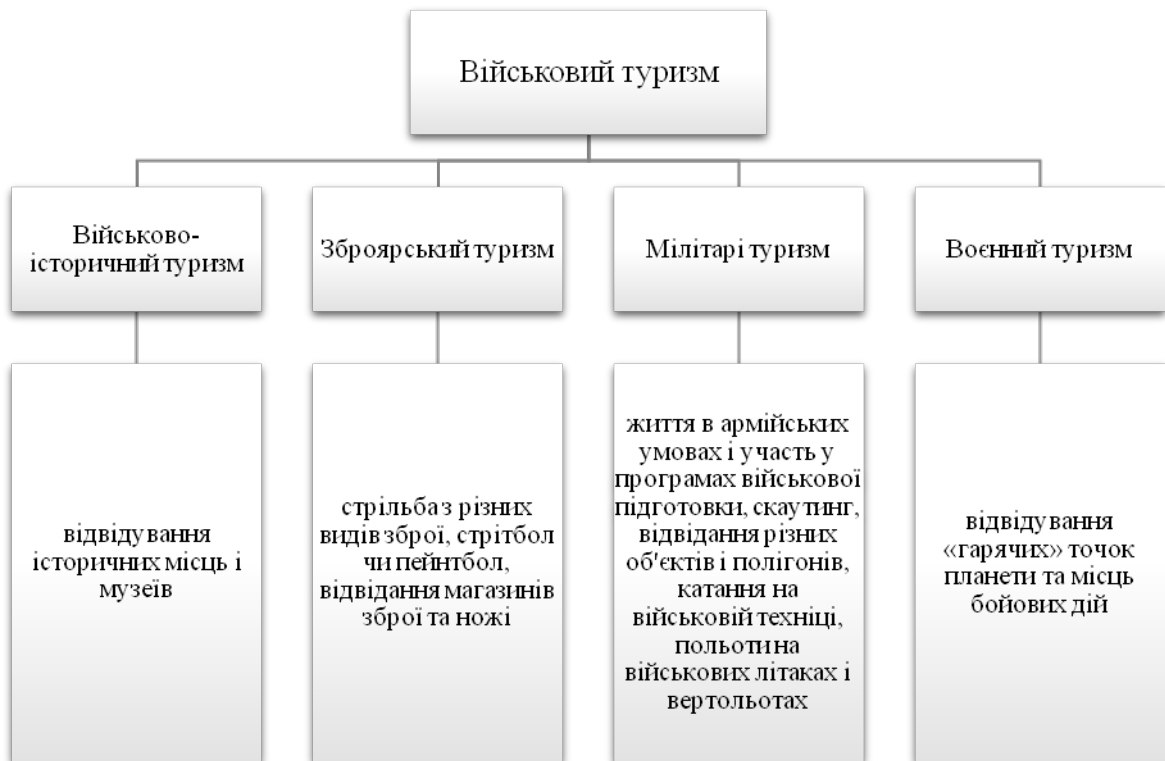 Військовий туризм
Військово-
історичний туризм
Зброярський туризм
Мілітарі туризм
Воєнний туризм
відвідування
історичних місць і
музеїв
стрільба з різних
видів зброї, стрітбол
чи пейнтбол,
відвідання магазинів
зброї та ножі
життя в армійських
умовах і участь у
програмах військової
підготовки, скаутинг,
відвідання різних
об'єктів і полігонів,
катання на
військовій техніці,
польоти на
військових літаках і
вертольотах
відвідування
«гарячих» точок
планети та місць
бойових дій